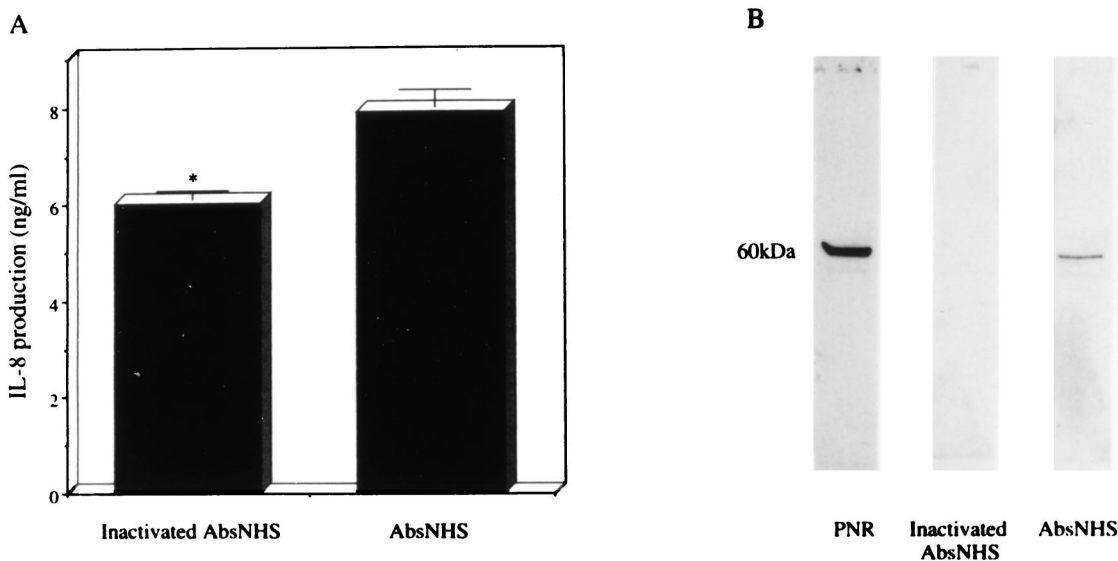 A
B
IL-8 production (ng/ml)
8
6
4
2
0
*
Inactivated AbsNHS
AbsNHS
60kDa
PNR
Inactivated
AbsNHS
AbsNHS